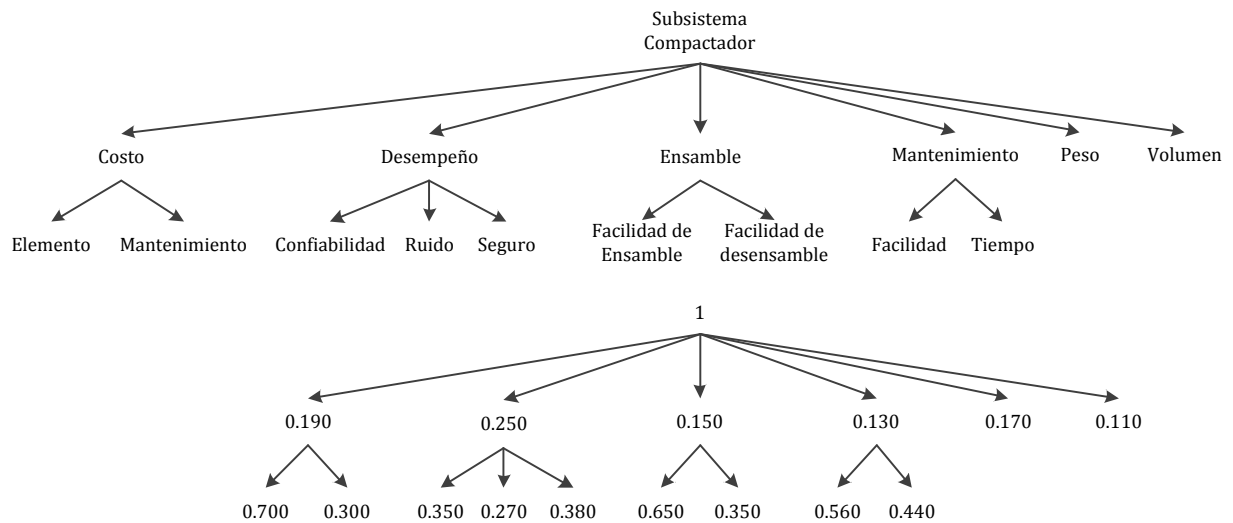 Subsistema
Compactador
Costo
Desempeño
Ensamble
Mantenimiento
Peso
Volumen
Elemento
Mantenimiento
Confiabilidad
Ruido
Seguro
Facilidad de
Ensamble
Facilidad de
desensamble
Facilidad
Tiempo
1
0.190
0.250
0.150
0.130
0.170
0.110
0.700
0.300
0.350
0.270
0.380
0.650
0.350
0.560
0.440